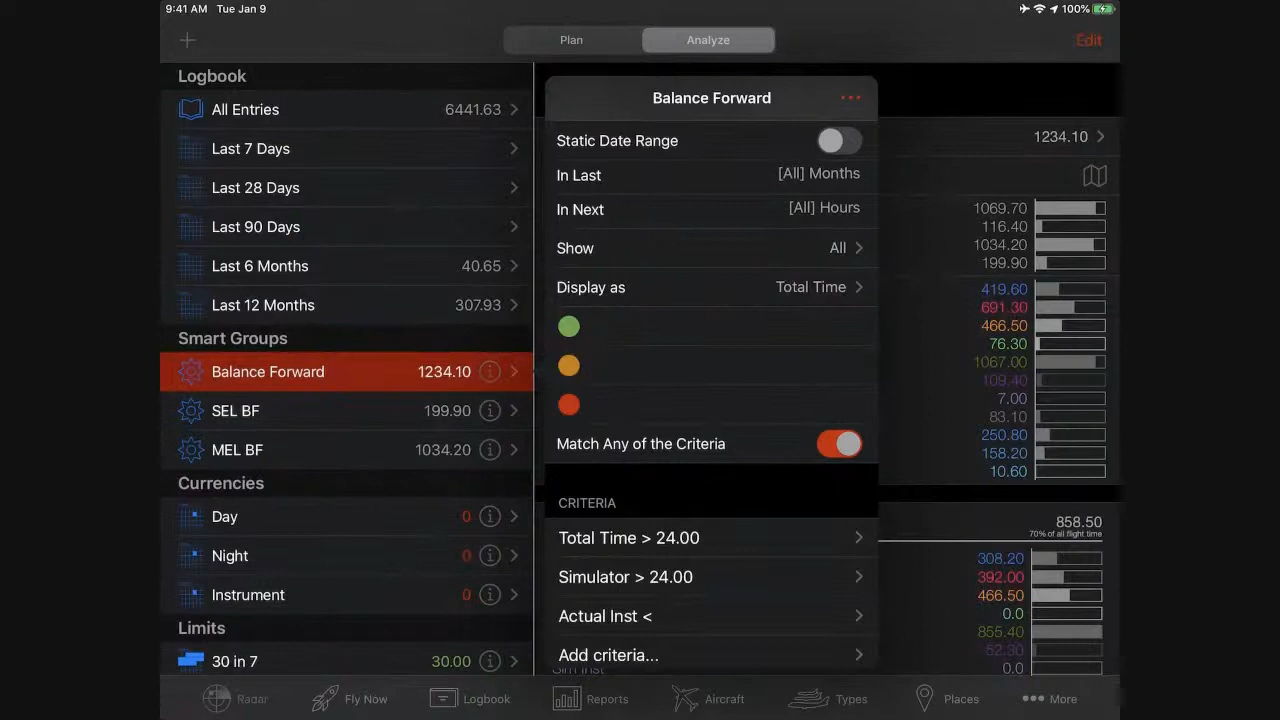 9:41 AM Tue Jan 9
100%
Plan
Analyze
Edit
Logbook
All Entries 6441.63
Last 7 Days
Last 28 Days
Last 90 Days
Last 6 Months 40.65
Last 12 Months 307.93
Smart Groups
Balance Forward 1234.10
SEL BF 199.90
MEL BF 1034.20
Currencies
Day 0
Night 0
Instrument 0
Limits
30 in 7 30.00
Balance Forward
Static Date Range
In Last [All] Months
In Next [All] Hours
Show All
Display as Total Time
Match Any of the Criteria
CRITERIA
Total Time > 24.00
Simulator > 24.00
Actual Inst <
Add criteria...
1234.10
1069.70
116.40
1034.20
199.90
419.60
691.30
466.50
76.30
1067.00
109.40
7.00
83.10
250.80
158.20
10.60
858.50
70% of all flight time
308.20
392.00
466.50
0.0
855.40
52.30
0.0
Radar
Fly Now
Logbook
Reports
Aircraft
Types
Places
More